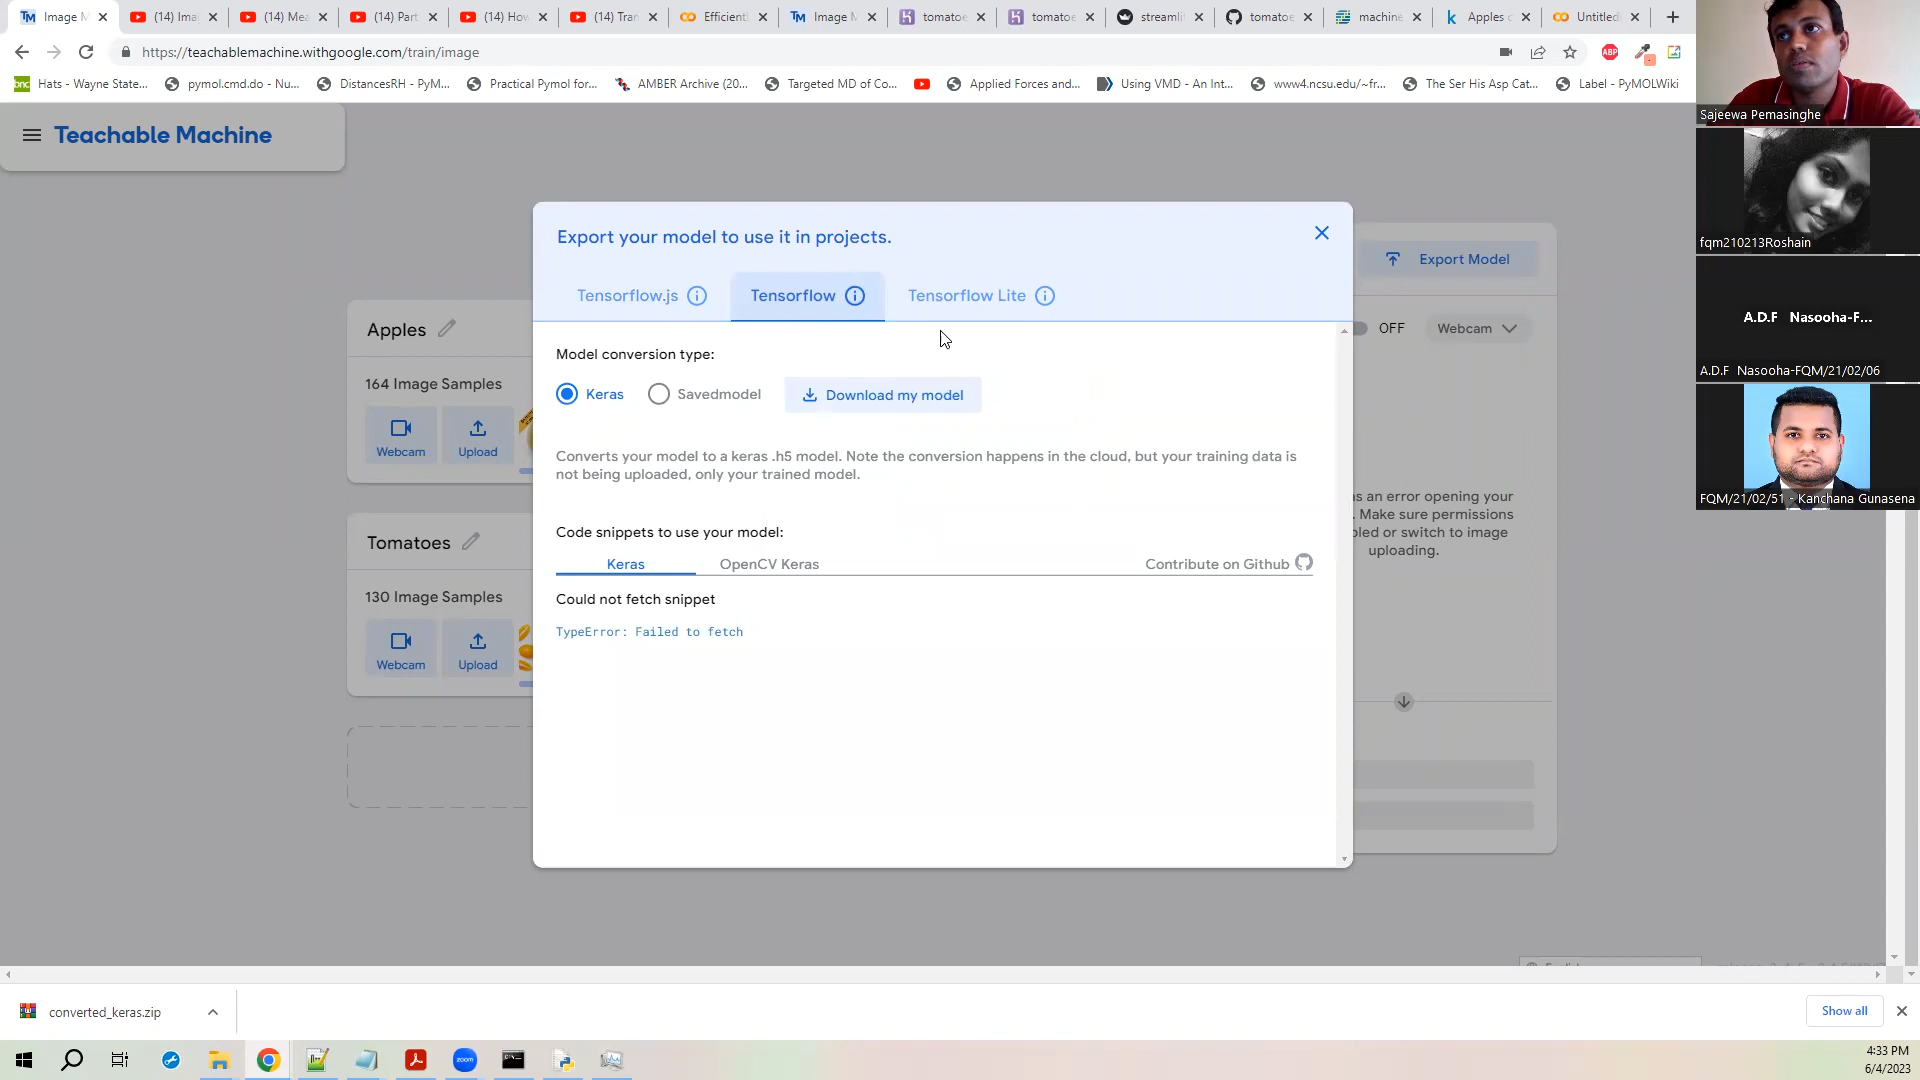 Image M
(14) Ima
(14) Mea
(14) Part
(14) How
(14) Tran
Efficient
Image M
tomatoe
tomatoe
streamli
tomatoe
machine
Apples c
Untitled
https://teachablemachine.withgoogle.com/train/image
ABP
Hats - Wayne State...
pymol.cmd.do - Nu...
DistancesRH - PyM...
Practical Pymol for...
AMBER Archive (20...
Targeted MD of Co...
Applied Forces and...
Using VMD - An Int...
www4.ncsu.edu/~fr...
The Ser His Asp Cat...
Label - PyMOLWiki
Teachable Machine
Export your model to use it in projects.
Tensorflow.js
Tensorflow
Tensorflow Lite
Model conversion type:
Keras
Savedmodel
Download my model
Converts your model to a keras .h5 model. Note the conversion happens in the cloud, but your training data is
not being uploaded, only your trained model.
Code snippets to use your model:
Keras
OpenCV Keras
Contribute on Github
Could not fetch snippet
TypeError: Failed to fetch
Apples
164 Image Samples
Webcam
Upload
Tomatoes
130 Image Samples
Webcam
Upload
Export Model
OFF
Webcam
as an error opening your
. Make sure permissions
bled or switch to image
uploading.
Sajeewa Pemasinghe
fqm210213Roshain
A.D.F Nasooha-F...
A.D.F Nasooha-FQM/21/02/06
FQM/21/02/51 - Kanchana Gunasena
converted_keras.zip
Show all
zoom
4:33 PM
6/4/2023